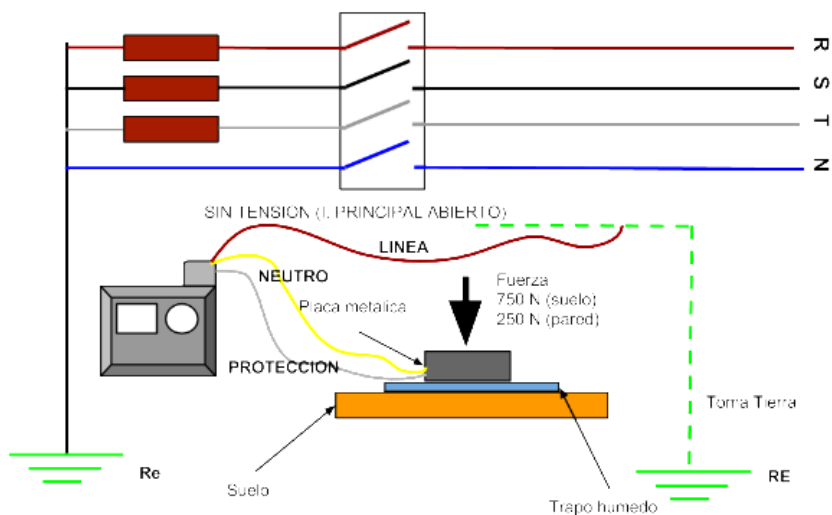 R
S
T
N
SIN TENSION (I. PRINCIPAL ABIERTO)
LINEA
NEUTRO
Placa metalica
Fuerza
750 N (suelo)
250 N (pared)
PROTECCION
Toma Tierra
Re
Suelo
Trapo humedo
RE